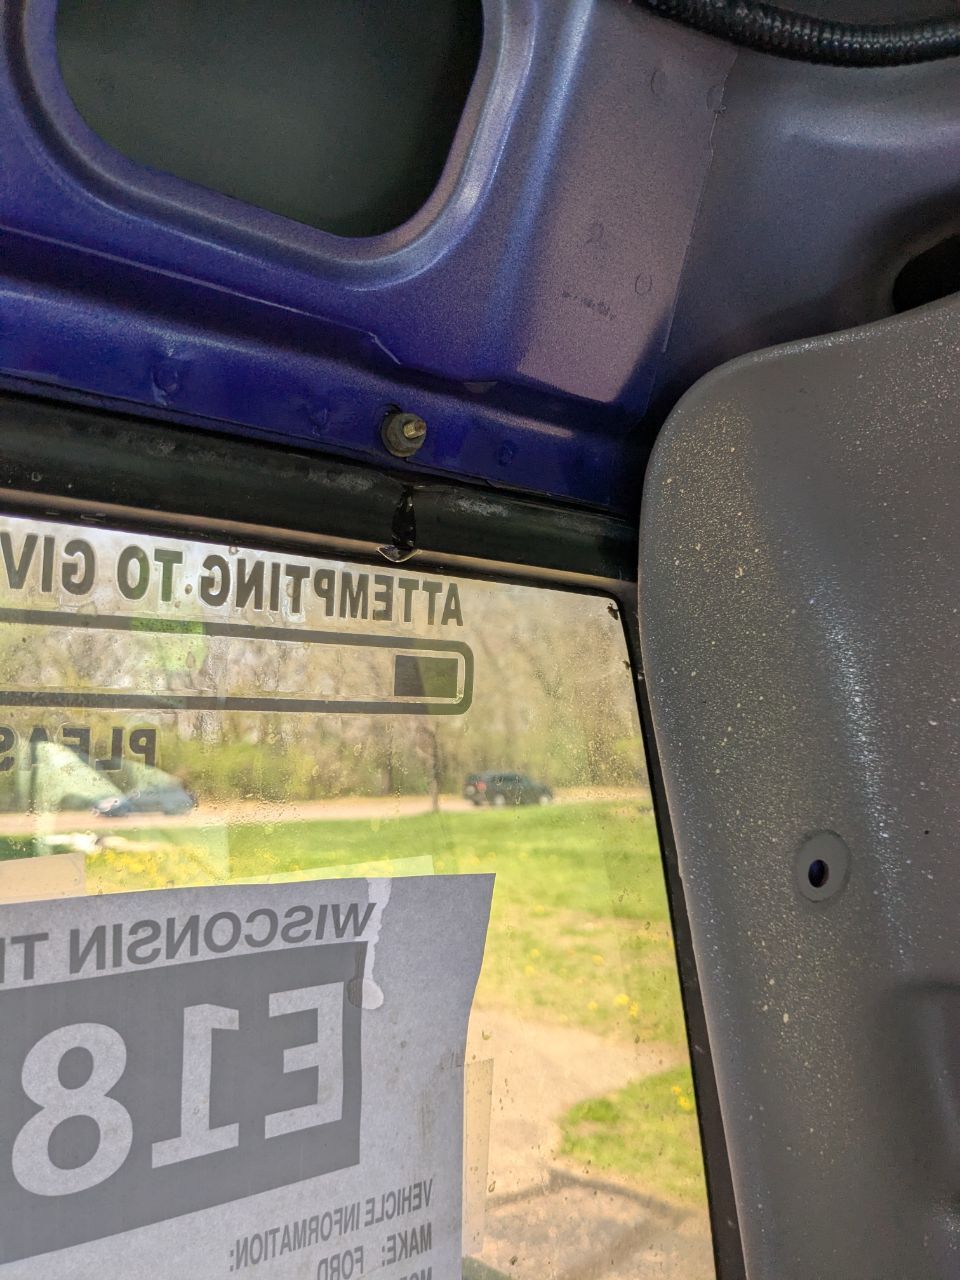 ATTEMPTING TO GIV
PLEAS
WISCONSIN T
E18
VEHICLE INFORMATION:
MAKE: FORD